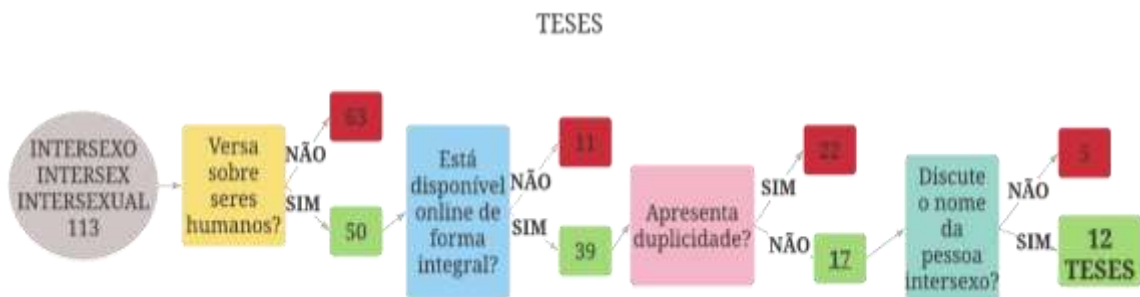 TESES
INTERSEXO
INTERSEX
INTERSEXUAL
113
Versa
sobre
seres
humanos?
NÃO
63
SIM
50
Está
disponível
online de
forma
integral?
NÃO
11
SIM
39
Apresenta
duplicidade?
SIM
22
NÃO
17
Discute
o nome
da
pessoa
intersexo?
NÃO
5
SIM
12
TESES